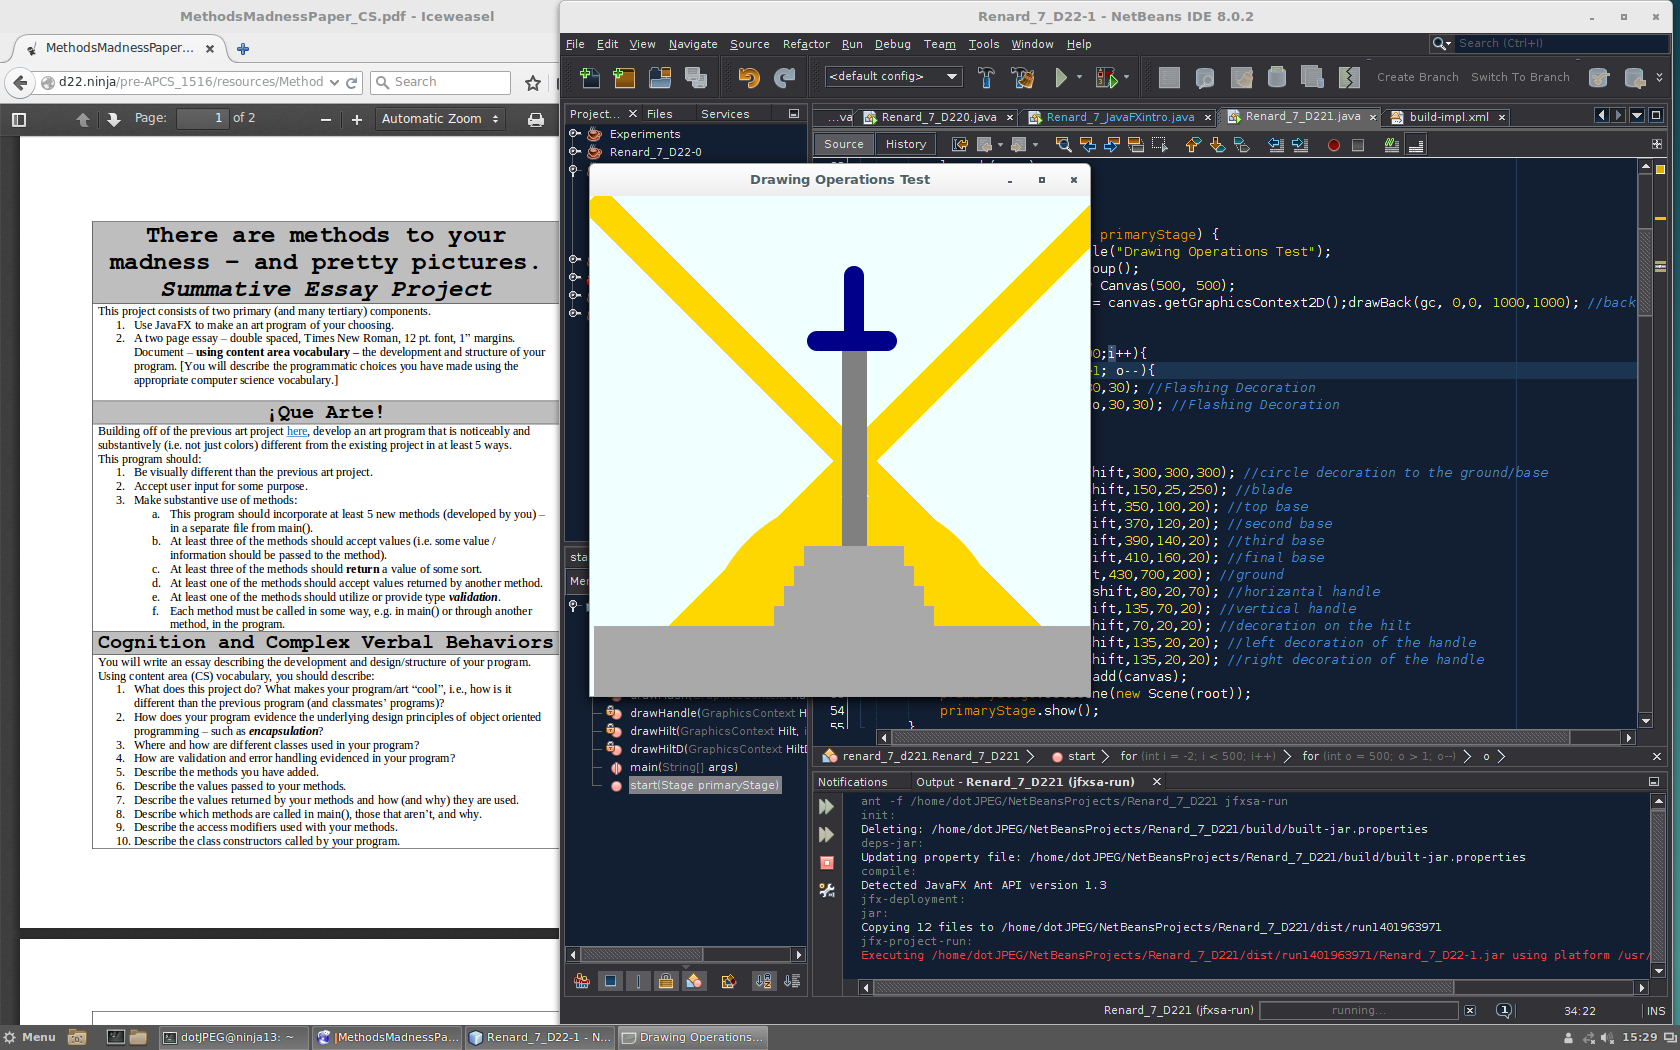 MethodsMadnessPaper_CS.pdf - Iceweasel
MethodsMadnessPaper...
d22.ninja/pre-APCS_1516/resources/Method
Search
Page: 1 of 2
Automatic Zoom
There are methods to your
madness – and pretty pictures.
Summative Essay Project
This project consists of two primary (and many tertiary) components.
1. Use JavaFX to make an art program of your choosing.
2. A two page essay – double spaced, Times New Roman, 12 pt. font, 1” margins.
Document – using content area vocabulary – the development and structure of your
program. [You will describe the programmatic choices you have made using the
appropriate computer science vocabulary.]
¡Que Arte!
Building off of the previous art project here, develop an art program that is noticeably and
substantively (i.e. not just colors) different from the existing project in at least 5 ways.
This program should:
1. Be visually different than the previous art project.
2. Accept user input for some purpose.
3. Make substantive use of methods:
a. This program should incorporate at least 5 new methods (developed by you) –
in a separate file from main().
b. At least three of the methods should accept values (i.e. some value /
information should be passed to the method).
c. At least three of the methods should return a value of some sort.
d. At least one of the methods should accept values returned by another method.
e. At least one of the methods should utilize or provide type validation.
f. Each method must be called in some way, e.g. in main() or through another
method, in the program.
Cognition and Complex Verbal Behaviors
You will write an essay describing the development and design/structure of your program.
Using content area (CS) vocabulary, you should describe:
1. What does this project do? What makes your program/art “cool”, i.e., how is it
different than the previous program (and classmates’ programs)?
2. How does your program evidence the underlying design principles of object oriented
programming – such as encapsulation?
3. Where and how are different classes used in your program?
4. How are validation and error handling evidenced in your program?
5. Describe the methods you have added.
6. Describe the values passed to your methods.
7. Describe the values returned by your methods and how (and why) they are used.
8. Describe which methods are called in main(), those that aren’t, and why.
9. Describe the access modifiers used with your methods.
10. Describe the class constructors called by your program.
Renard_7_D22-1 - NetBeans IDE 8.0.2
File Edit View Navigate Source Refactor Run Debug Team Tools Window Help
Search (Ctrl+I)
<default config>
Create Branch Switch To Branch
Project... Files Services
Experiments
Renard_7_D22-0
...va Renard_7_D220.java Renard_7_JavaFXintro.java Renard_7_D221.java build-impl.xml
Source History
Drawing Operations Test
primaryStage) {
le("Drawing Operations Test");
oup();
Canvas(500, 500);
= canvas.getGraphicsContext2D();drawBack(gc, 0,0, 1000,1000); //back
0;i++){
1; o--){
0,30); //Flashing Decoration
o,30,30); //Flashing Decoration
hift,300,300,300); //circle decoration to the ground/base
hift,150,25,250); //blade
ift,350,100,20); //top base
ift,370,120,20); //second base
ift,390,140,20); //third base
ift,410,160,20); //final base
t,430,700,200); //ground
shift,80,20,70); //horizantal handle
ift,135,70,20); //vertical handle
shift,70,20,20); //decoration on the hilt
shift,135,20,20); //left decoration of the handle
shift,135,20,20); //right decoration of the handle
add(canvas);
ene(new Scene(root));
54 primaryStage.show();
55 }
sta
Mer
drawHandle(GraphicsContext H
drawHilt(GraphicsContext Hilt, i
drawHiltD(GraphicsContext HiltD
main(String[] args)
start(Stage primaryStage)
renard_7_d221.Renard_7_D221 start for (int i = -2; i < 500; i++) for (int o = 500; o > 1; o--) o
Notifications Output - Renard_7_D221 (jfxsa-run)
ant -f /home/dotJPEG/NetBeansProjects/Renard_7_D221 jfxsa-run
init:
Deleting: /home/dotJPEG/NetBeansProjects/Renard_7_D221/build/built-jar.properties
deps-jar:
Updating property file: /home/dotJPEG/NetBeansProjects/Renard_7_D221/build/built-jar.properties
compile:
Detected JavaFX Ant API version 1.3
jfx-deployment:
jar:
Copying 12 files to /home/dotJPEG/NetBeansProjects/Renard_7_D221/dist/run1401963971
jfx-project-run:
Executing /home/dotJPEG/NetBeansProjects/Renard_7_D221/dist/run1401963971/Renard_7_D22-1.jar using platform /usr/
Renard_7_D221 (jfxsa-run) running... 1 34:22 INS
Menu dotJPEG@ninja13: ~ [MethodsMadnessPa... Renard_7_D22-1 - N... Drawing Operations... 15:29